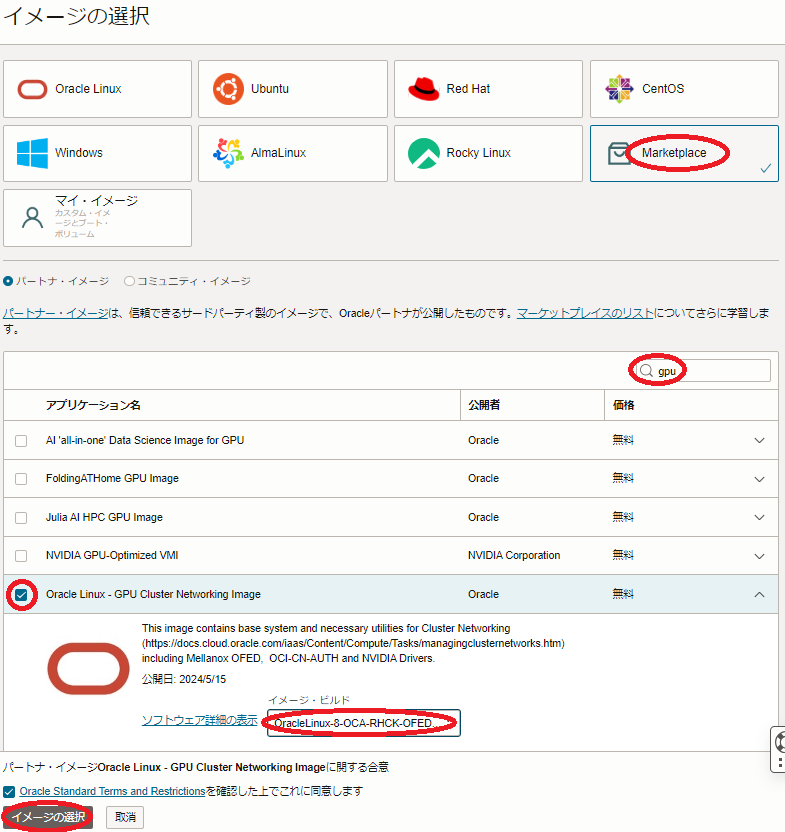 イメージの選択
Oracle Linux
Ubuntu
Red Hat
CentOS
Windows
AlmaLinux
Rocky Linux
Marketplace
マイ・イメージ
カスタム・イメ
ージとブート・
ボリューム
パートナ・イメージ
コミュニティ・イメージ
パートナー・イメージは、信頼できるサードパーティ製のイメージで、Oracleパートナが公開したものです。マーケットプレイスのリストについてさらに学習しま
す。
gpu
アプリケーション名 公開者 価格
AI 'all-in-one' Data Science Image for GPU Oracle 無料
FoldingATHome GPU Image Oracle 無料
Julia AI HPC GPU Image Oracle 無料
NVIDIA GPU-Optimized VMI NVIDIA Corporation 無料
Oracle Linux - GPU Cluster Networking Image Oracle 無料
This image contains base system and necessary utilities for Cluster Networking
(https://docs.cloud.oracle.com/iaas/Content/Compute/Tasks/managingclusternetworks.htm)
including Mellanox OFED, OCI-CN-AUTH and NVIDIA Drivers.
公開日: 2024/5/15
イメージ・ビルド
ソフトウェア詳細の表示
OracleLinux-8-OCA-RHCK-OFED
パートナ・イメージOracle Linux - GPU Cluster Networking Imageに関する合意
Oracle Standard Terms and Restrictionsを確認した上でこれに同意します
イメージの選択
取消